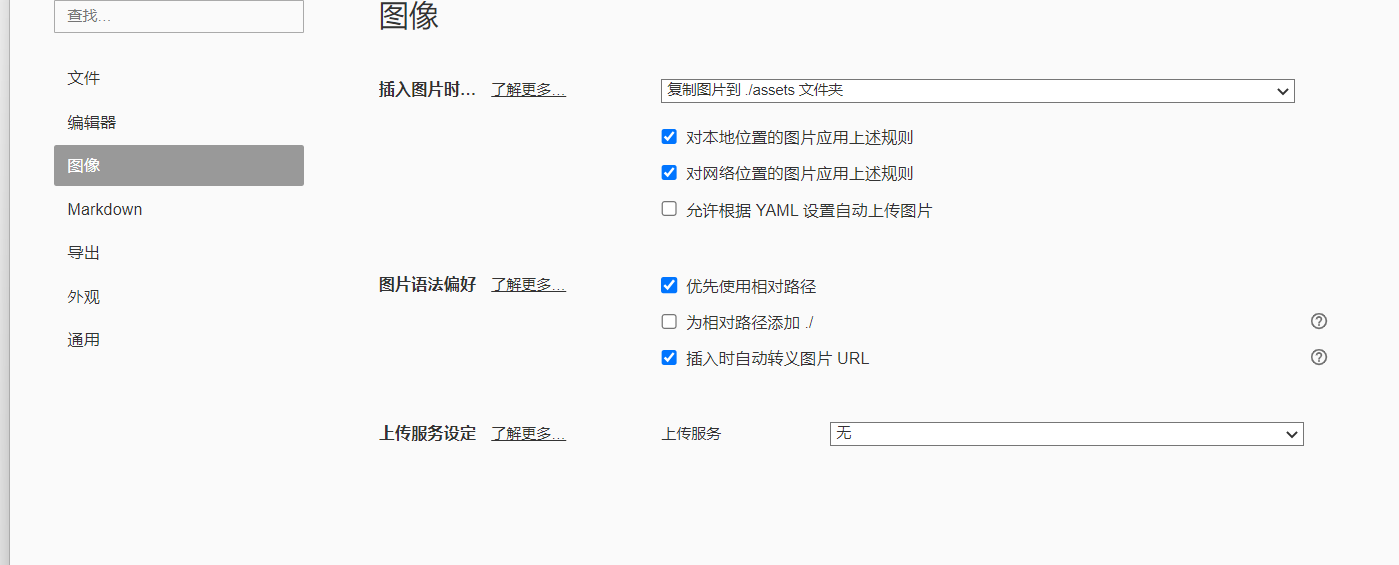 查找...
文件
编辑器
图像
Markdown
导出
外观
通用
图像
插入图片时... 了解更多... 复制图片到 ./assets 文件夹
对本地位置的图片应用上述规则
对网络位置的图片应用上述规则
允许根据 YAML 设置自动上传图片
图片语法偏好 了解更多... 优先使用相对路径
为相对路径添加 ./
插入时自动转义图片 URL
上传服务设定 了解更多... 上传服务 无